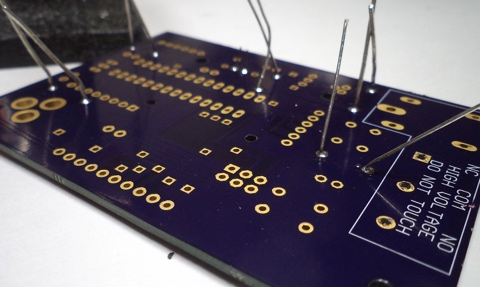 NC COM NO
HIGH VOLTAGE
DO NOT TOUCH